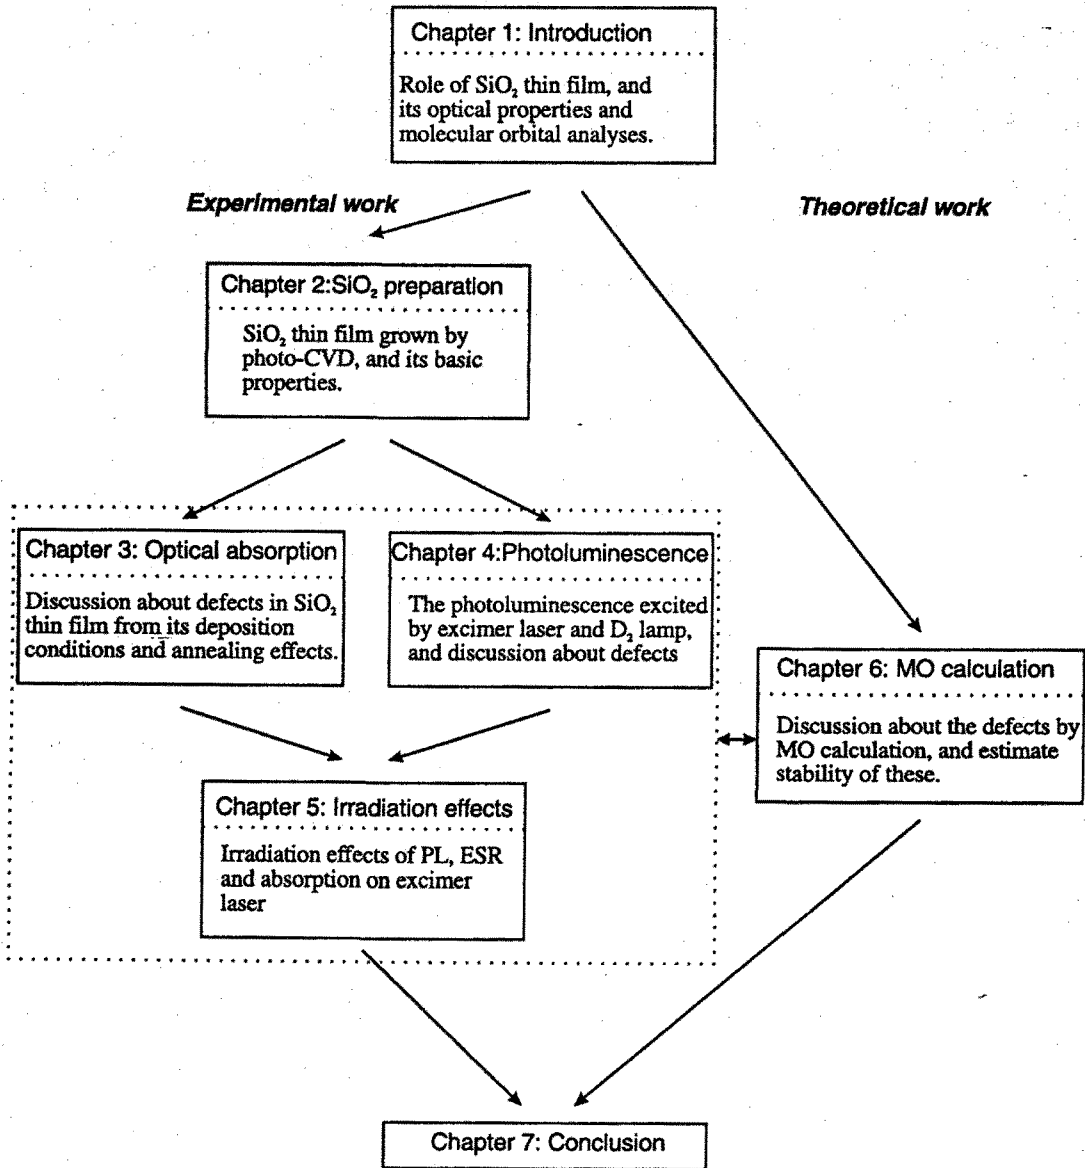 Chapter 1: Introduction
Role of SiO₂ thin film, and
its optical properties and
molecular orbital analyses.
Experimental work
Theoretical work
Chapter 2:SiO₂ preparation
SiO₂ thin film grown by
photo-CVD, and its basic
properties.
Chapter 3: Optical absorption
Discussion about defects in SiO₂
thin film from its deposition
conditions and annealing effects.
Chapter 4:Photoluminescence
The photoluminescence excited
by excimer laser and D₂ lamp,
and discussion about defects
Chapter 6: MO calculation
Discussion about the defects by
MO calculation, and estimate
stability of these.
Chapter 5: Irradiation effects
Irradiation effects of PL, ESR
and absorption on excimer
laser
Chapter 7: Conclusion